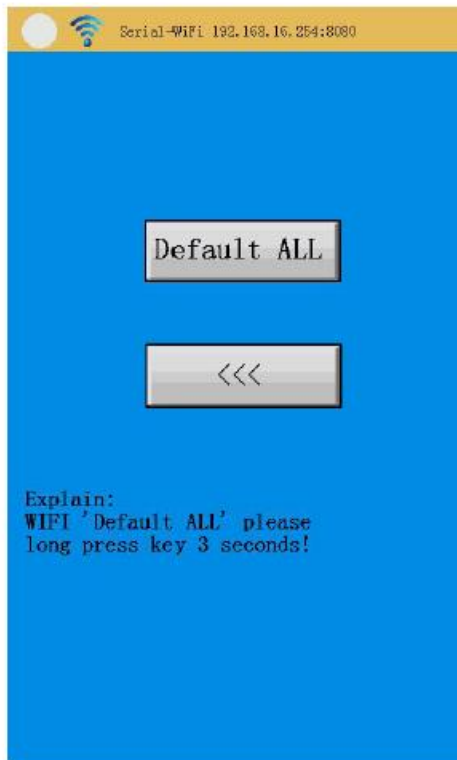 Serial-WiFi 192.168.16.254:8080
Default ALL
<<<
Explain:
WIFI 'Default ALL' please
long press key 3 seconds!